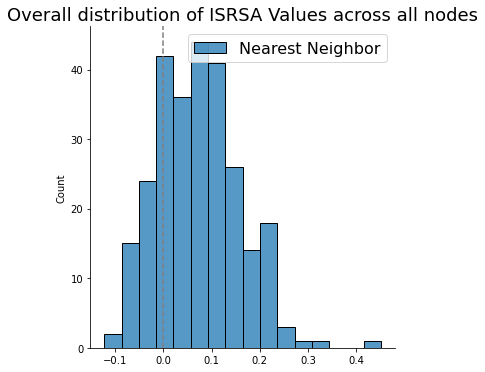 Overall distribution of ISRSA Values across all nodes
Nearest Neighbor
40
30
20
10
0
Count
−0.1 0.0 0.1 0.2 0.3 0.4